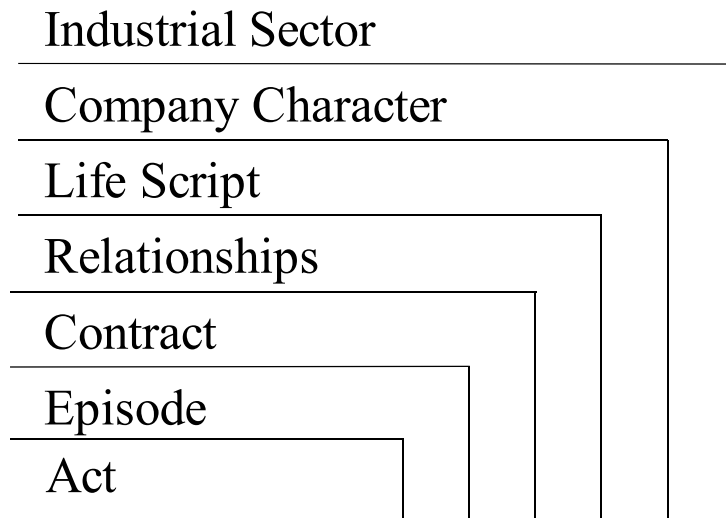 Industrial Sector
Company Character
Life Script
Relationships
Contract
Episode
Act